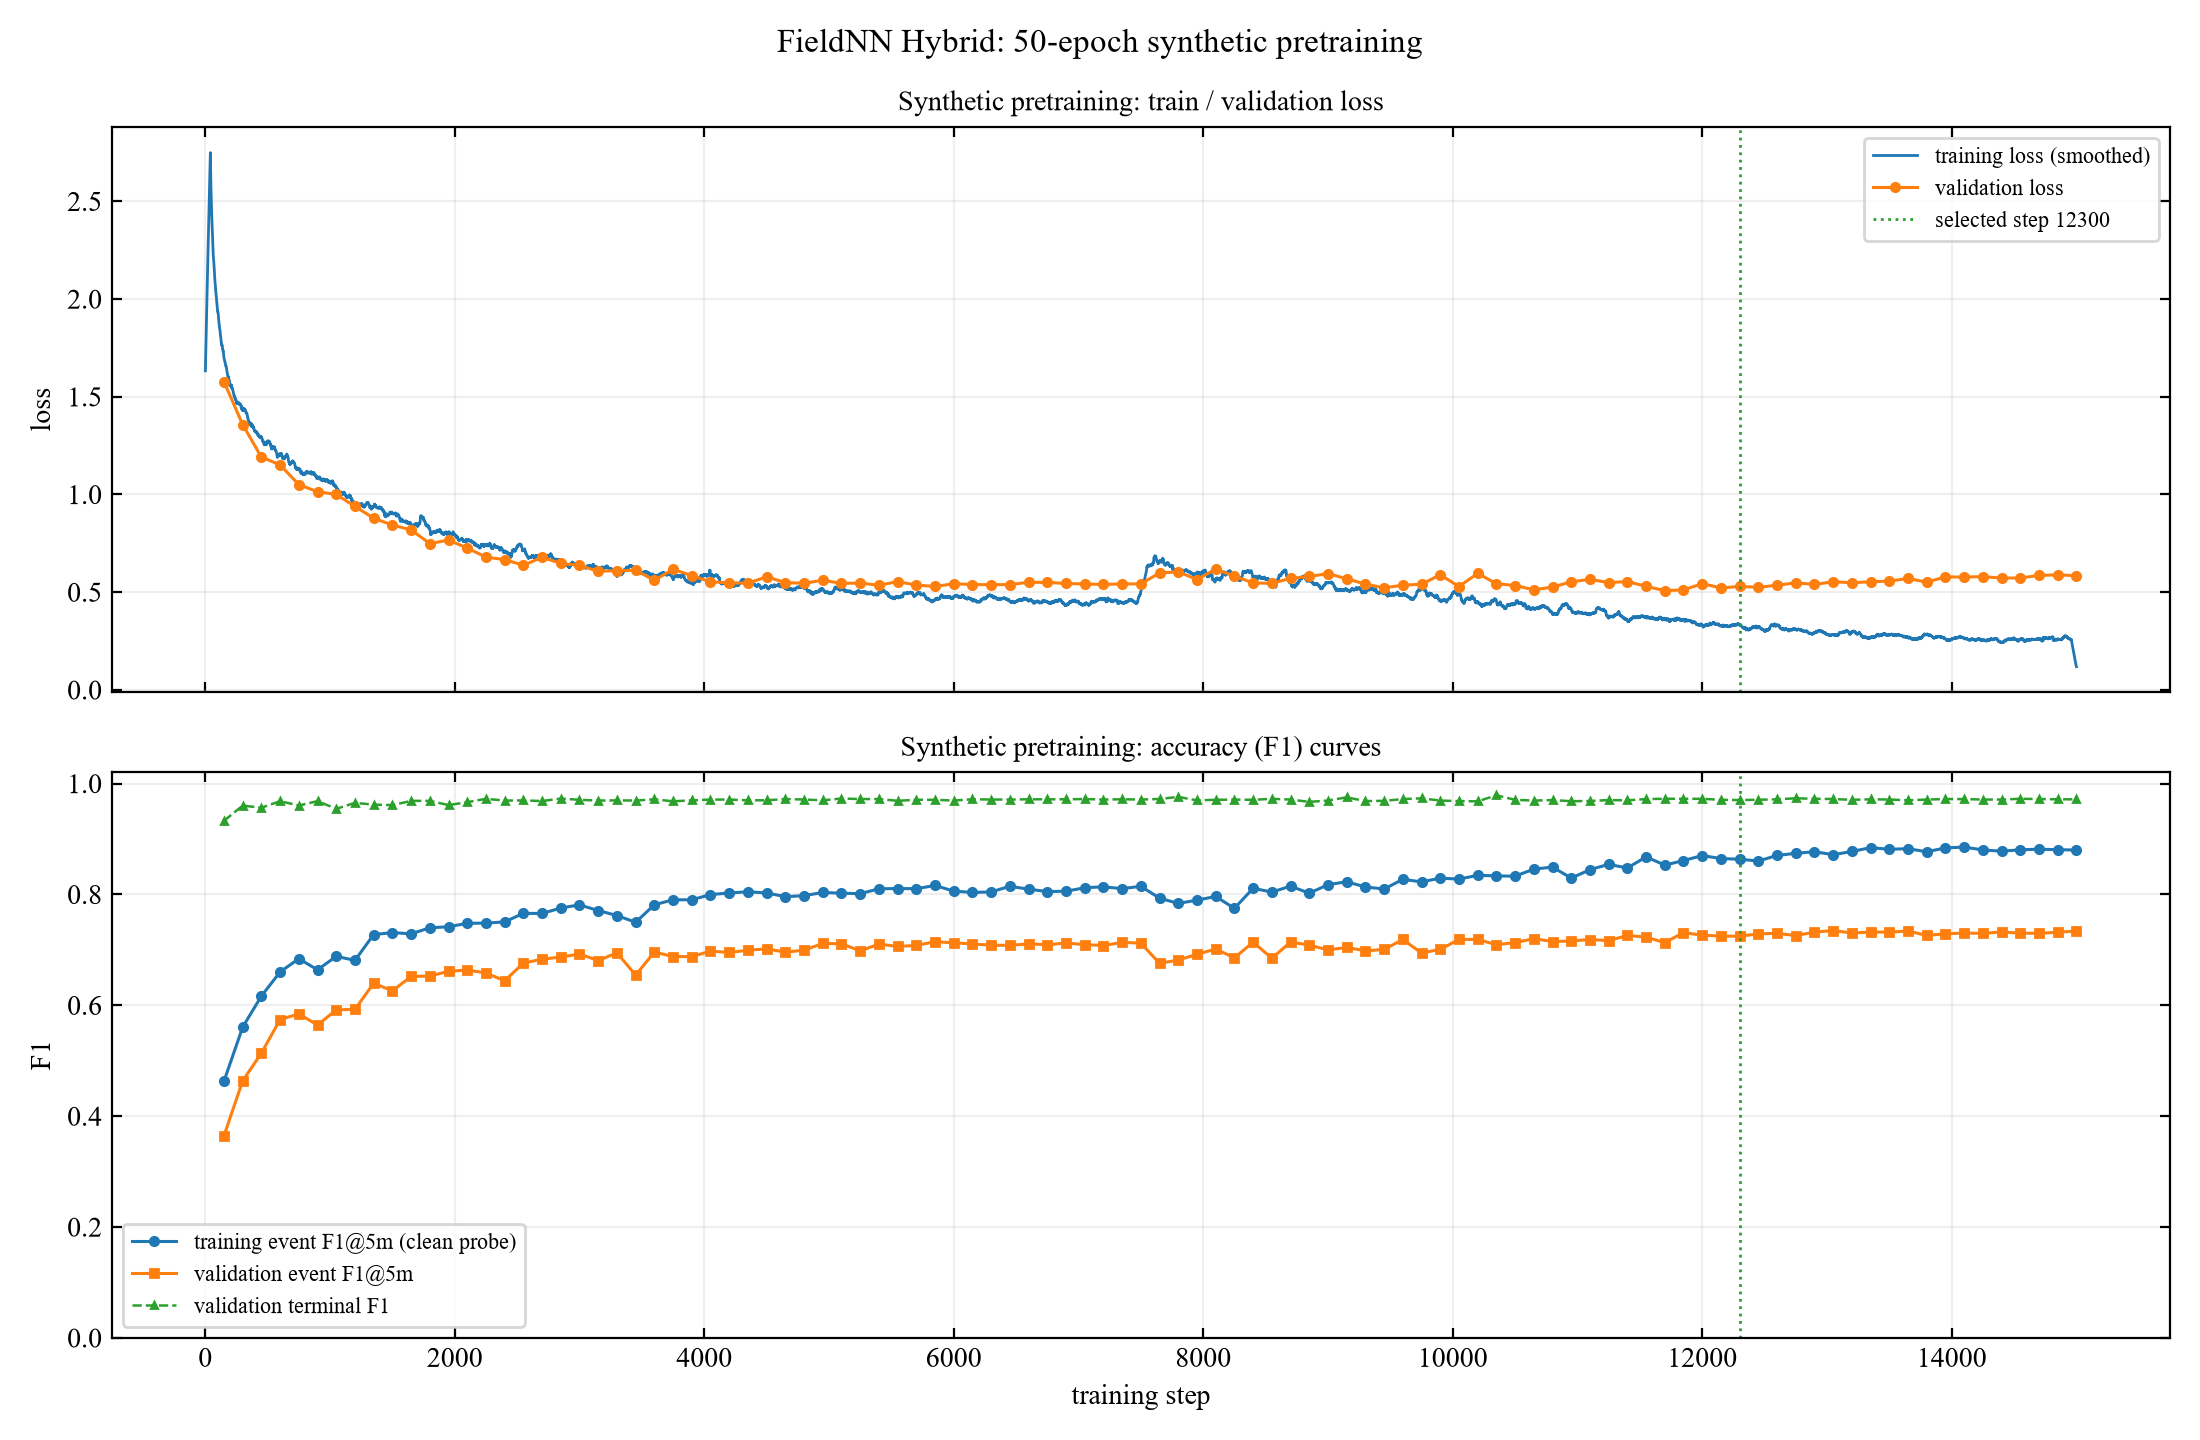 FieldNN Hybrid: 50-epoch synthetic pretraining
Synthetic pretraining: train / validation loss
loss
2.5
2.0
1.5
1.0
0.5
0.0
training loss (smoothed)
validation loss
selected step 12300
Synthetic pretraining: accuracy (F1) curves
F1
1.0
0.8
0.6
0.4
0.2
0.0
training event F1@5m (clean probe)
validation event F1@5m
validation terminal F1
0 2000 4000 6000 8000 10000 12000 14000
training step